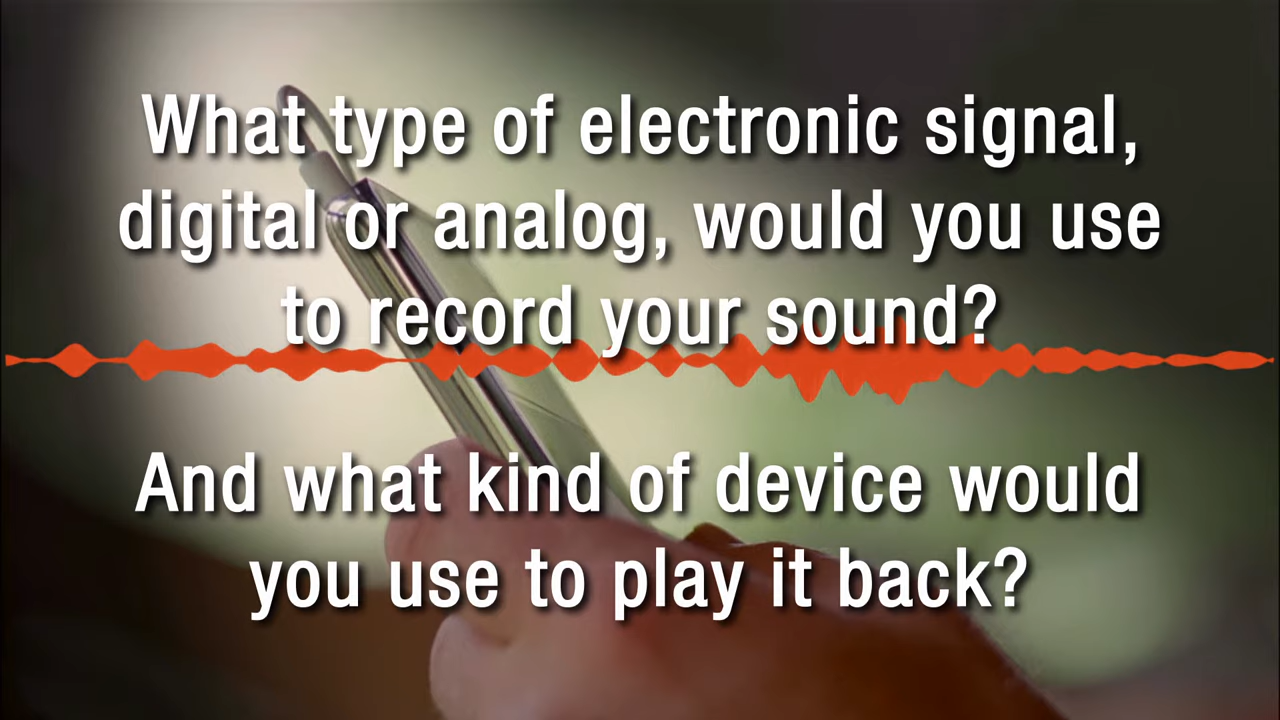 What type of electronic signal,
digital or analog, would you use
to record your sound?
And what kind of device would
you use to play it back?